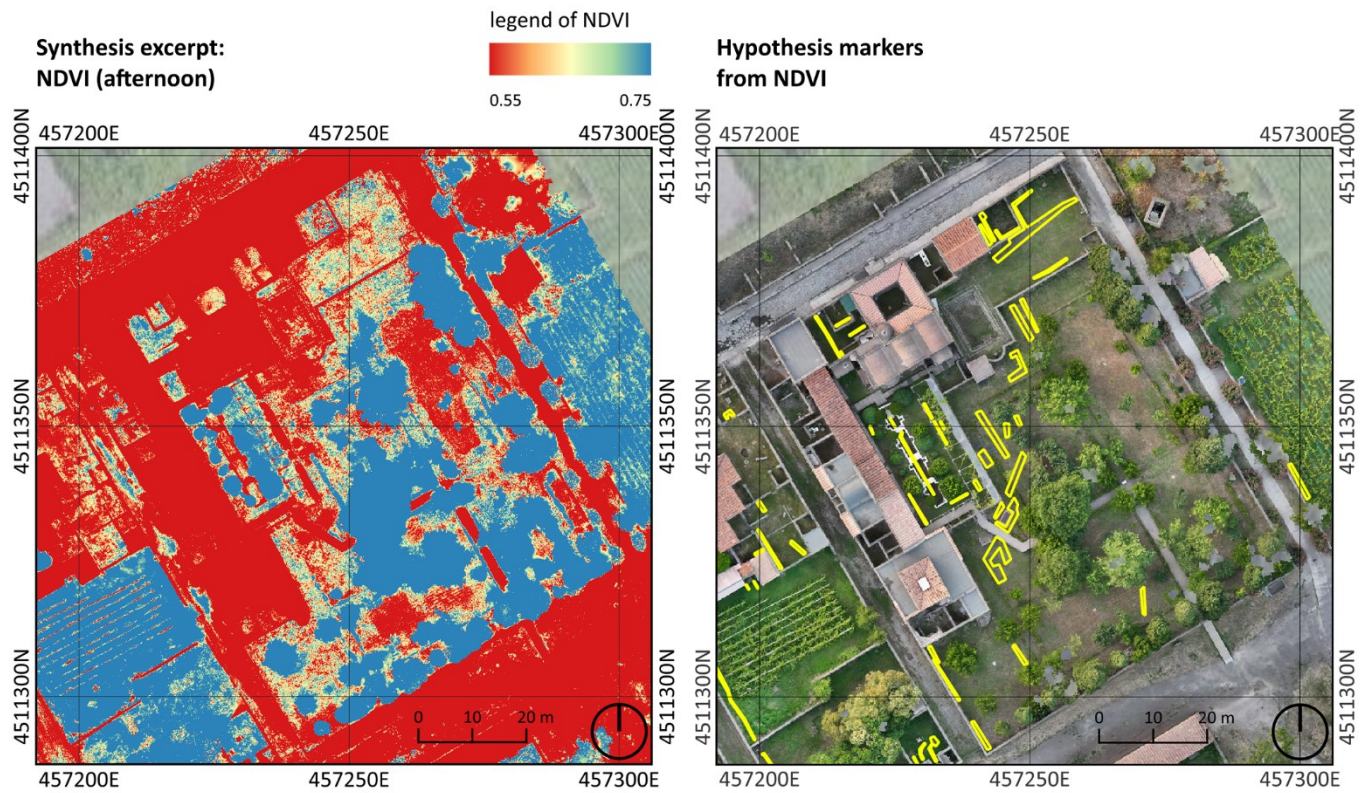 legend of NDVI
Synthesis excerpt:
NDVI (afternoon)
0.55 0.75
Hypothesis markers
from NDVI
457200E 457250E 457300E
4511400N 4511400N
4511350N 4511350N
4511300N 4511300N
0 10 20 m
457200E 457250E 457300E
457200E 457250E 457300E
4511400N 4511400N
4511350N 4511350N
4511300N 4511300N
0 10 20 m
457200E 457250E 457300E